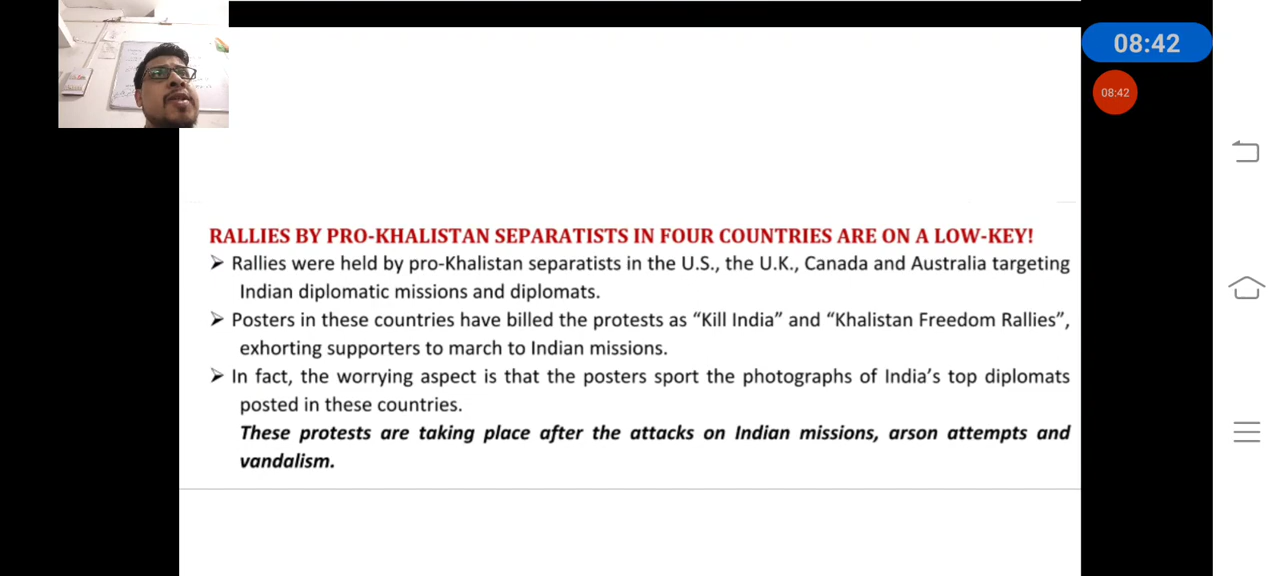 08:42
08:42
RALLIES BY PRO-KHALISTAN SEPARATISTS IN FOUR COUNTRIES ARE ON A LOW-KEY!
➢ Rallies were held by pro-Khalistan separatists in the U.S., the U.K., Canada and Australia targeting
Indian diplomatic missions and diplomats.
➢ Posters in these countries have billed the protests as “Kill India” and “Khalistan Freedom Rallies”,
exhorting supporters to march to Indian missions.
➢ In fact, the worrying aspect is that the posters sport the photographs of India’s top diplomats
posted in these countries.
These protests are taking place after the attacks on Indian missions, arson attempts and
vandalism.